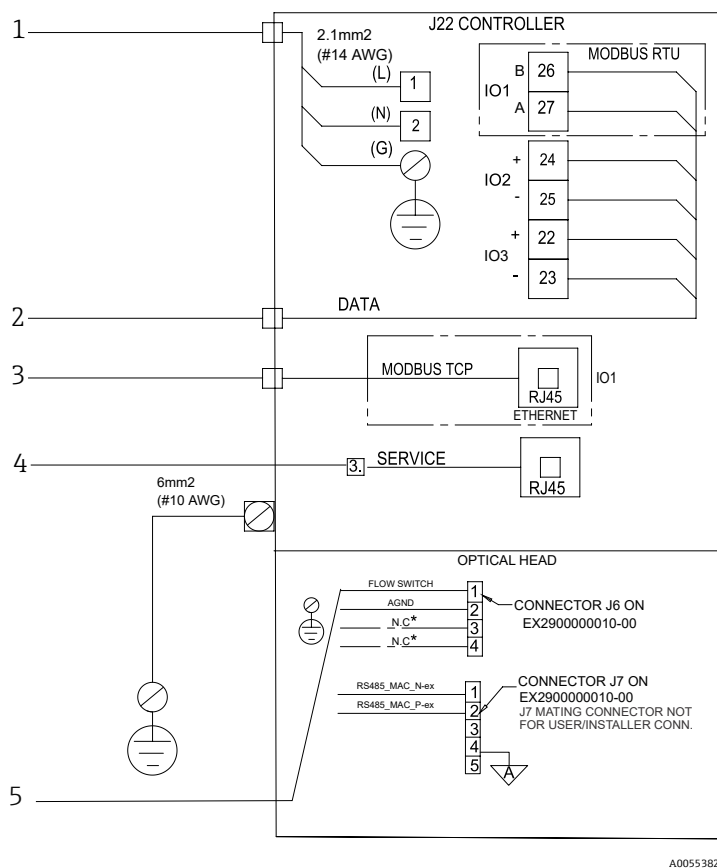 1
J22 CONTROLLER
2.1mm2
(#14 AWG)
(L)
1
(N)
2
(G)
MODBUS RTU
IO1
B
26
A
27
IO2
+
24
-
25
IO3
+
22
-
23
2
DATA
3
MODBUS TCP
RJ45
ETHERNET
IO1
4
3.
SERVICE
RJ45
6mm2
(#10 AWG)
OPTICAL HEAD
FLOW SWITCH
1
AGND
2
N.C*
3
N.C*
4
CONNECTOR J6 ON
EX2900000010-00
RS485_MAC_N-ex
1
RS485_MAC_P-ex
2
3
4
5
A
CONNECTOR J7 ON
EX2900000010-00
J7 MATING CONNECTOR NOT
FOR USER/INSTALLER CONN.
5
A0055382